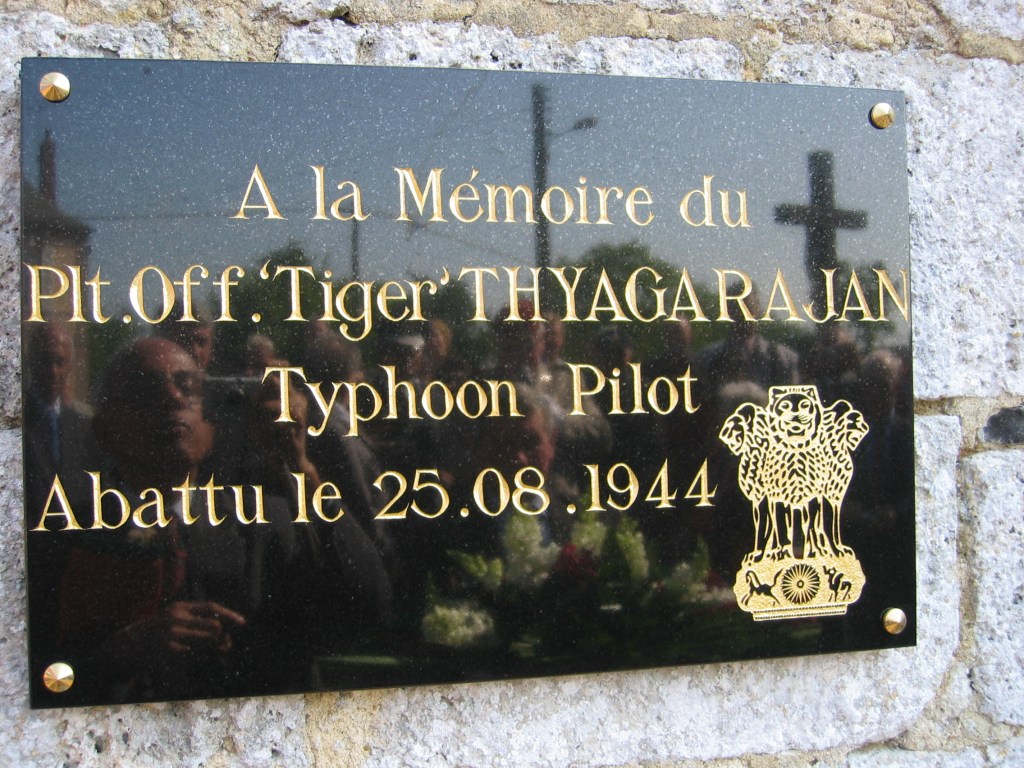 A la Mémoire du
Plt.Off.'Tiger' THYAGARAJAN
Typhoon Pilot
Abattu le 25.08.1944